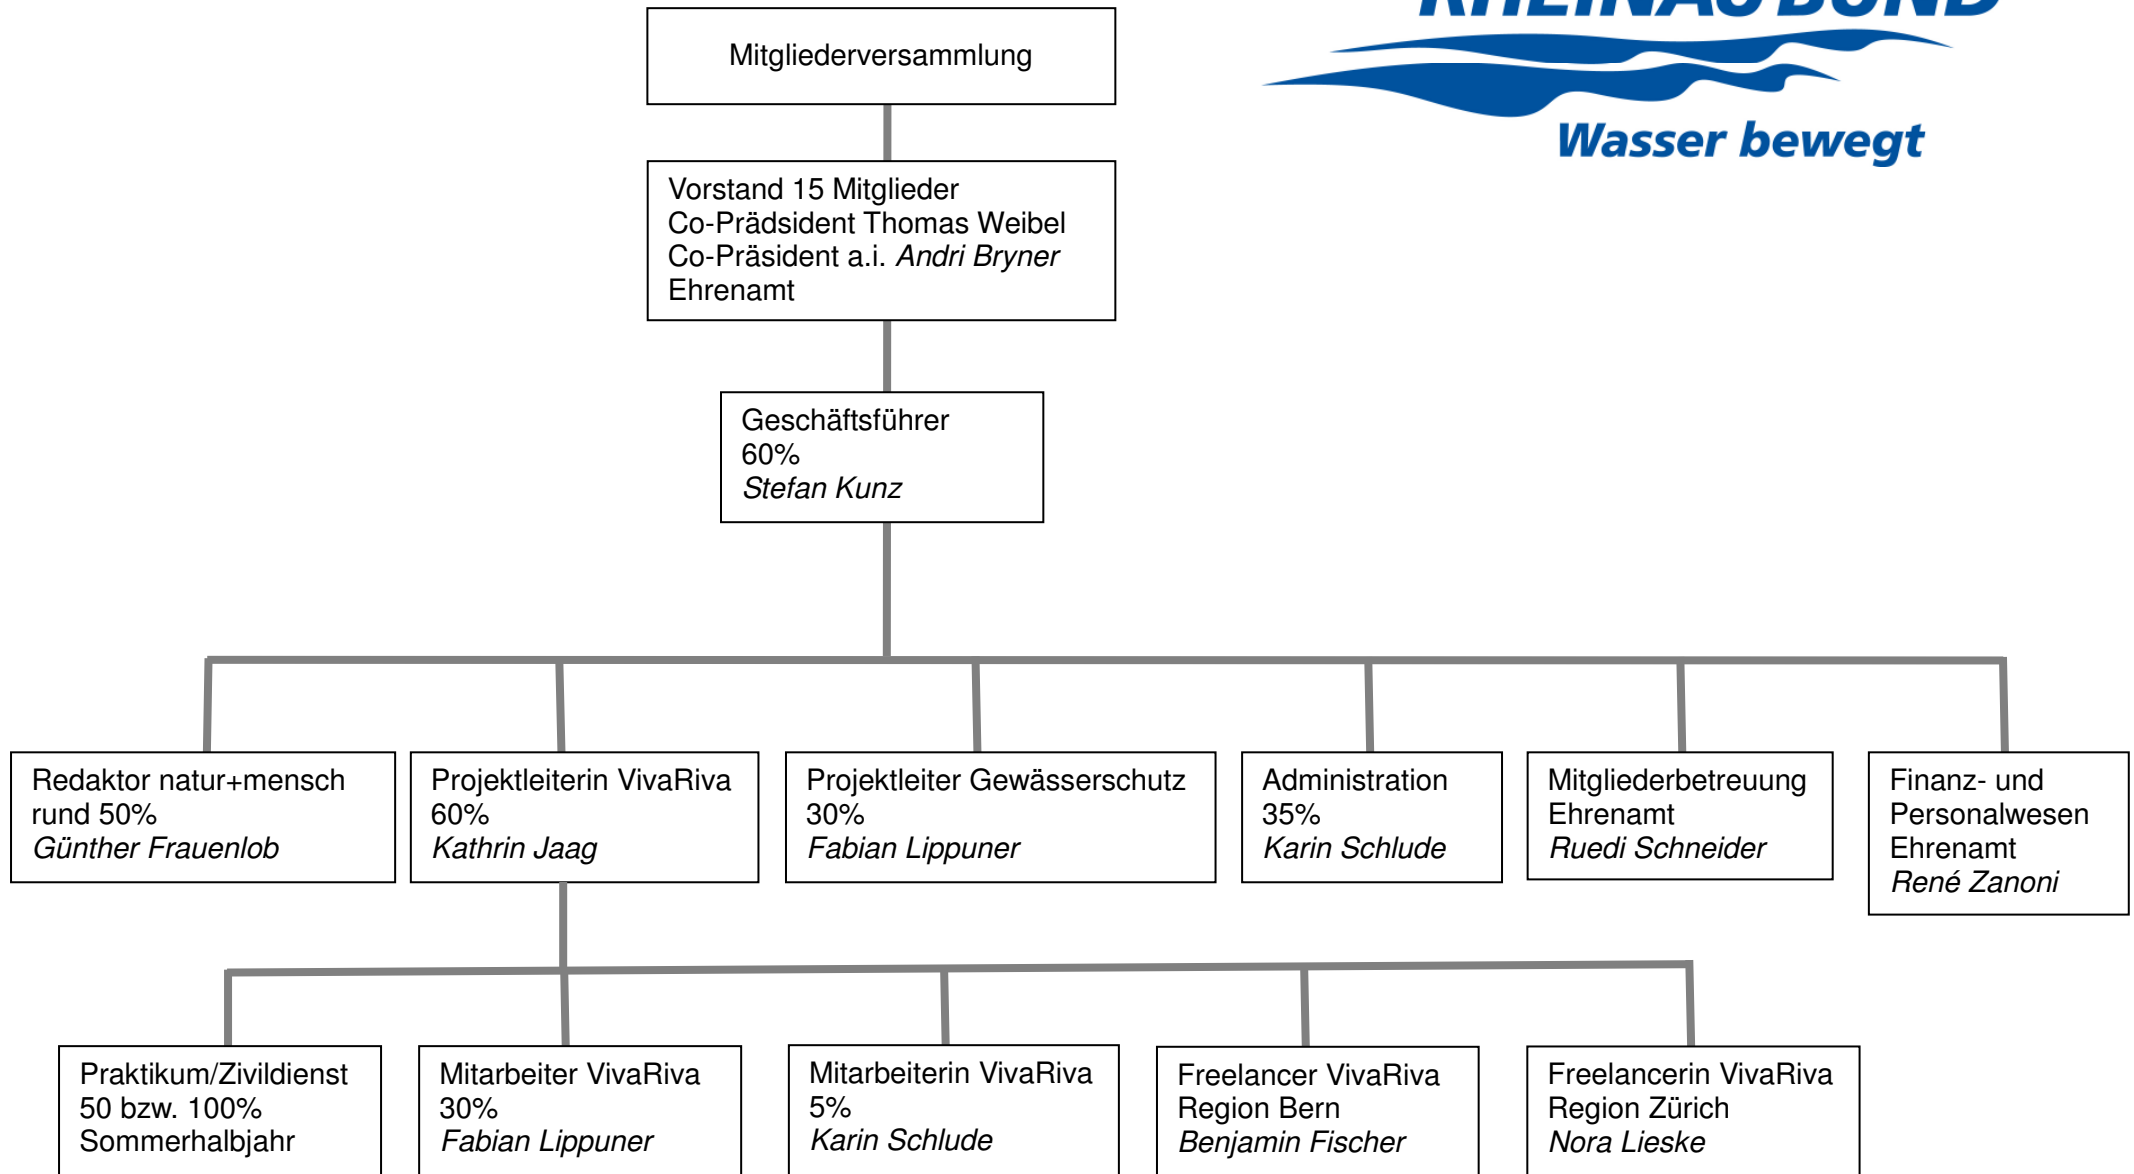 RHEINAUBUND
Wasser bewegt
Mitgliederversammlung
Vorstand 15 Mitglieder
Co-Prädsident Thomas Weibel
Co-Präsident a.i. Andri Bryner
Ehrenamt
Geschäftsführer
60%
Stefan Kunz
Redaktor natur+mensch
rund 50%
Günther Frauenlob
Projektleiterin VivaRiva
60%
Kathrin Jaag
Projektleiter Gewässerschutz
30%
Fabian Lippuner
Administration
35%
Karin Schlude
Mitgliederbetreuung
Ehrenamt
Ruedi Schneider
Finanz- und
Personalwesen
Ehrenamt
René Zanoni
Praktikum/Zivildienst
50 bzw. 100%
Sommerhalbjahr
Mitarbeiter VivaRiva
30%
Fabian Lippuner
Mitarbeiterin VivaRiva
5%
Karin Schlude
Freelancer VivaRiva
Region Bern
Benjamin Fischer
Freelancerin VivaRiva
Region Zürich
Nora Lieske